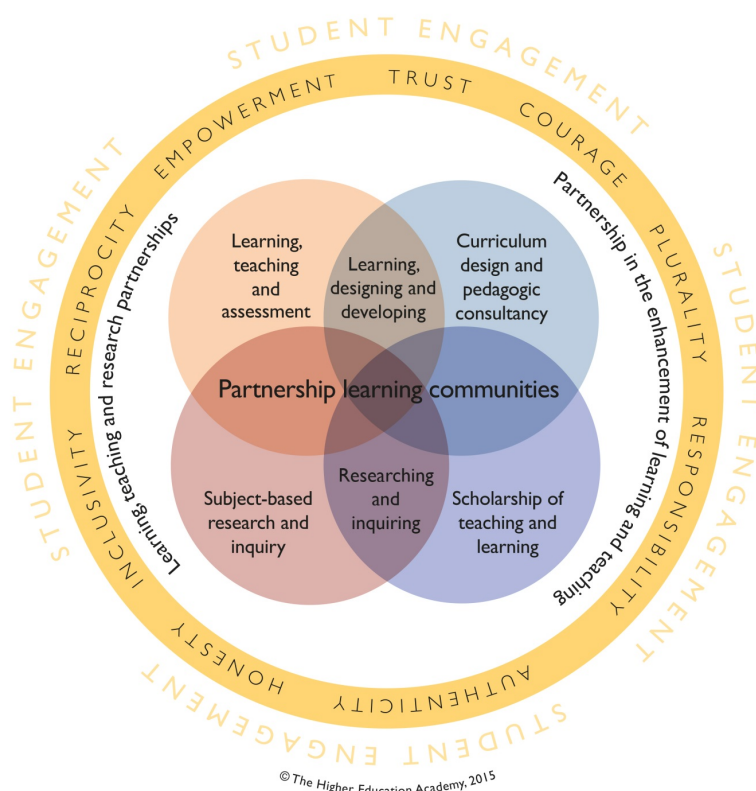 STUDENT ENGAGEMENT
STUDENT ENGAGEMENT
STUDENT ENGAGEMENT
STUDENT ENGAGEMENT
EMPOWERMENT
TRUST
COURAGE
PLURALITY
RESPONSIBILITY
AUTHENTICITY
HONESTY
INCLUSIVITY
RECIPROCITY
Learning, teaching and research partnerships
Partnership in the enhancement of learning and teaching
Learning,
teaching
and
assessment
Learning,
designing and
developing
Curriculum
design and
pedagogic
consultancy
Partnership learning communities
Subject-based
research and
inquiry
Researching
and
inquiring
Scholarship of
teaching and
learning
© The Higher Education Academy, 2015